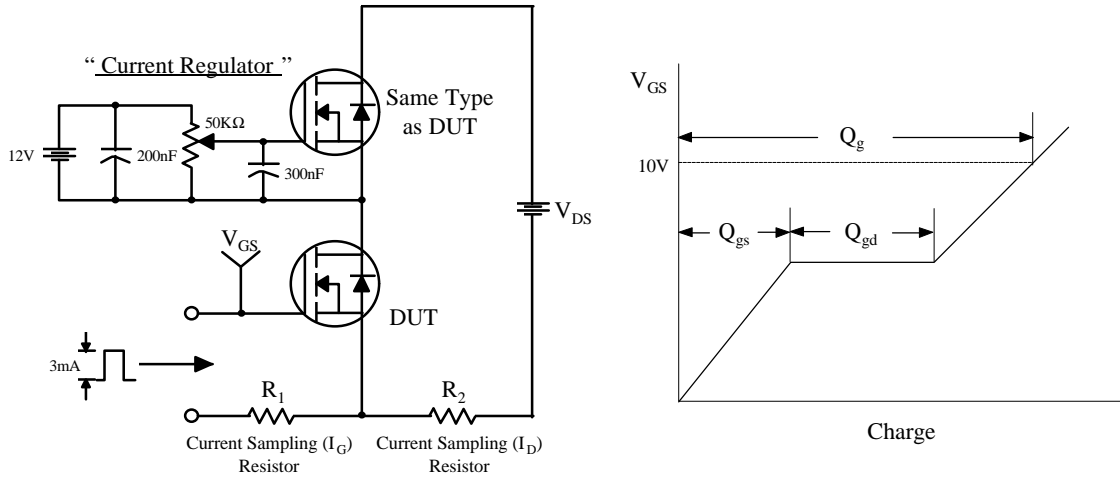 “ Current Regulator ”
50KΩ
12V
200nF
300nF
Same Type
as DUT
V_DS
V_GS
DUT
3mA
R_1
R_2
Current Sampling (I_G)
Resistor
Current Sampling (I_D)
Resistor
V_GS
Q_g
10V
Q_gs
Q_gd
Charge